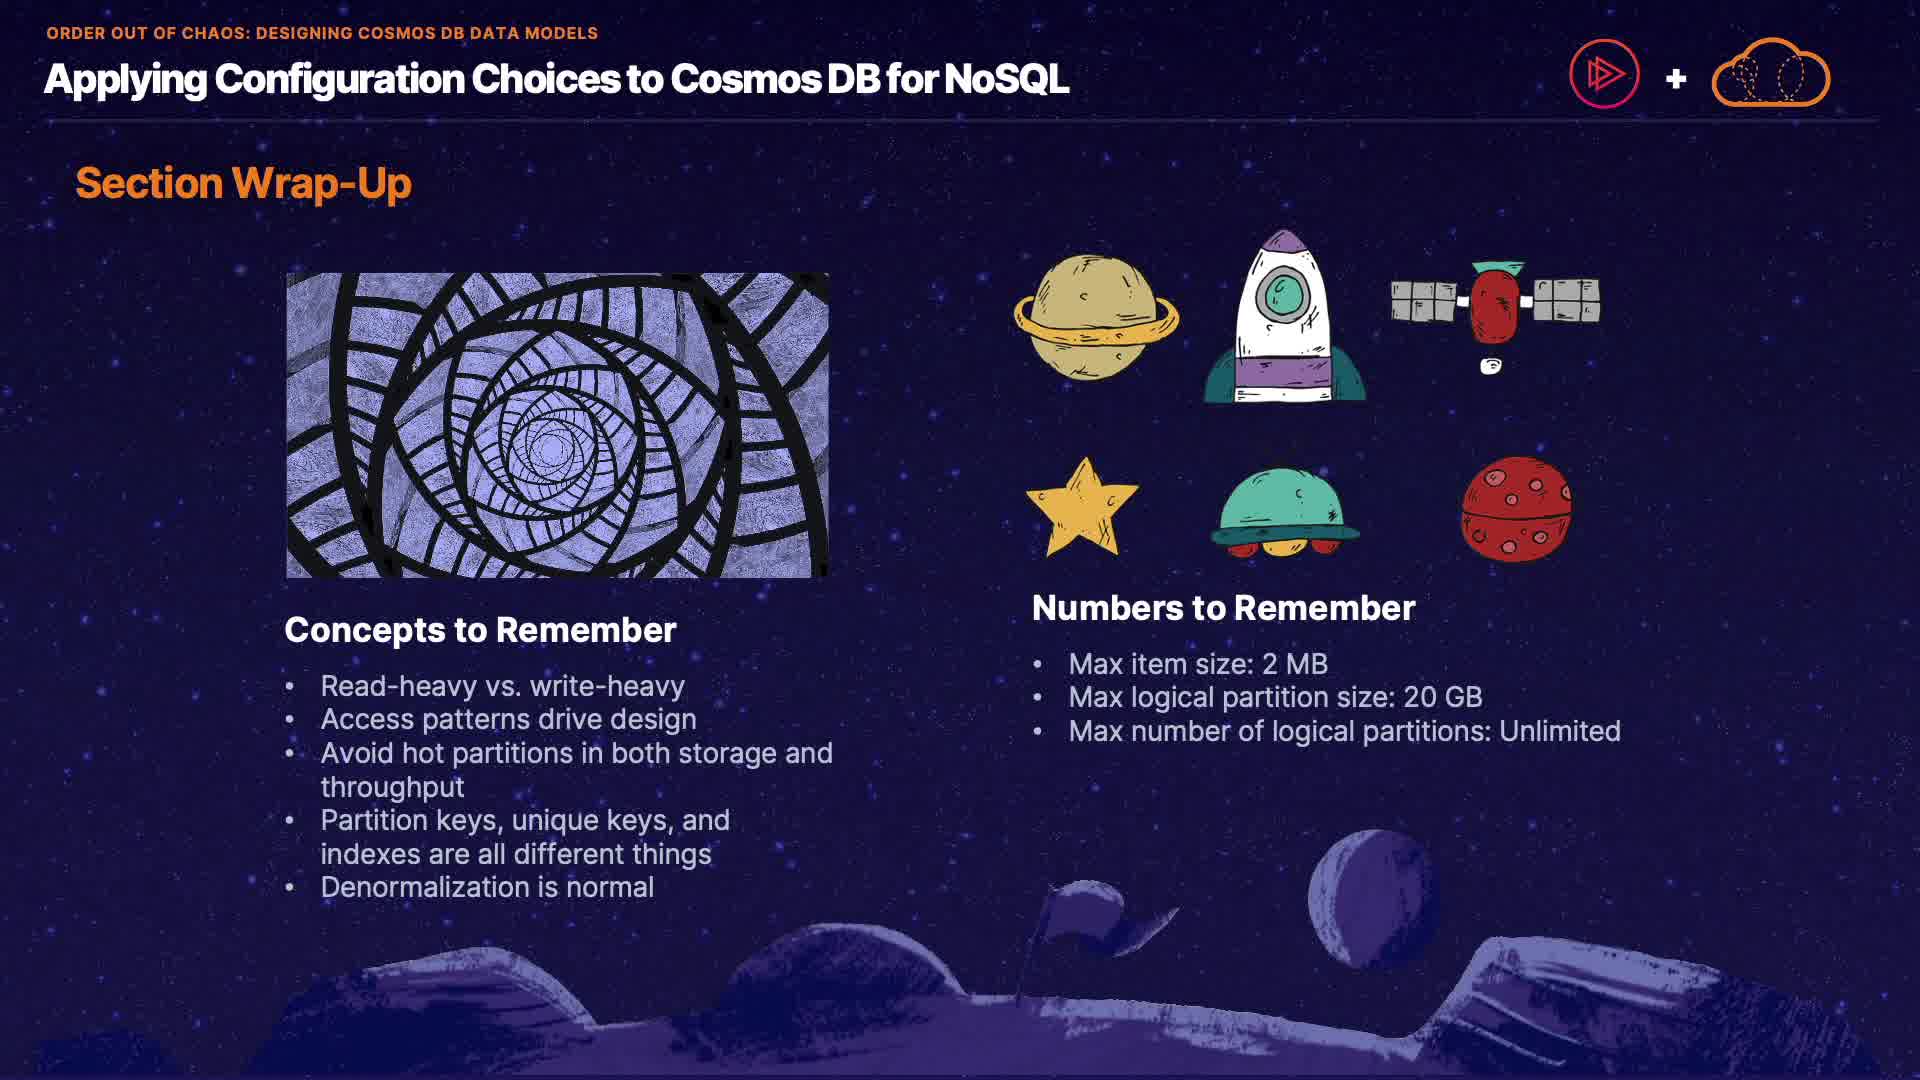 ORDER OUT OF CHAOS: DESIGNING COSMOS DB DATA MODELS
Applying Configuration Choices to Cosmos DB for NoSQL
+
Section Wrap-Up
Concepts to Remember
• Read-heavy vs. write-heavy
• Access patterns drive design
• Avoid hot partitions in both storage and
throughput
• Partition keys, unique keys, and
indexes are all different things
• Denormalization is normal
Numbers to Remember
• Max item size: 2 MB
• Max logical partition size: 20 GB
• Max number of logical partitions: Unlimited